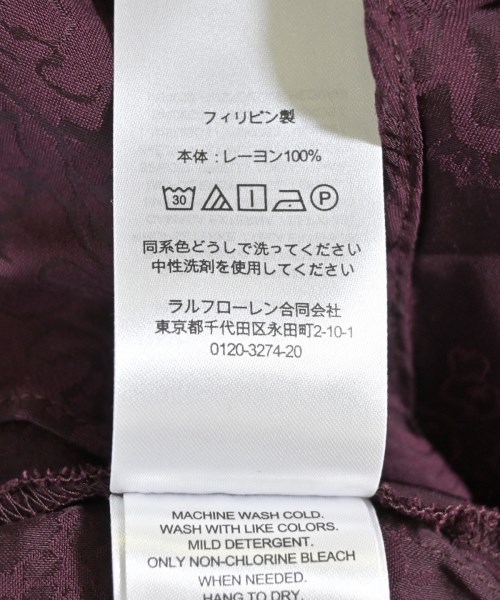 フィリピン製
本体:レーヨン100%
30 P
同系色どうしで洗ってください
中性洗剤を使用してください
ラルフローレン合同会社
東京都千代田区永田町2-10-1
0120-3274-20
MACHINE WASH COLD.
WASH WITH LIKE COLORS.
MILD DETERGENT.
ONLY NON-CHLORINE BLEACH
WHEN NEEDED.
HANG TO DRY.